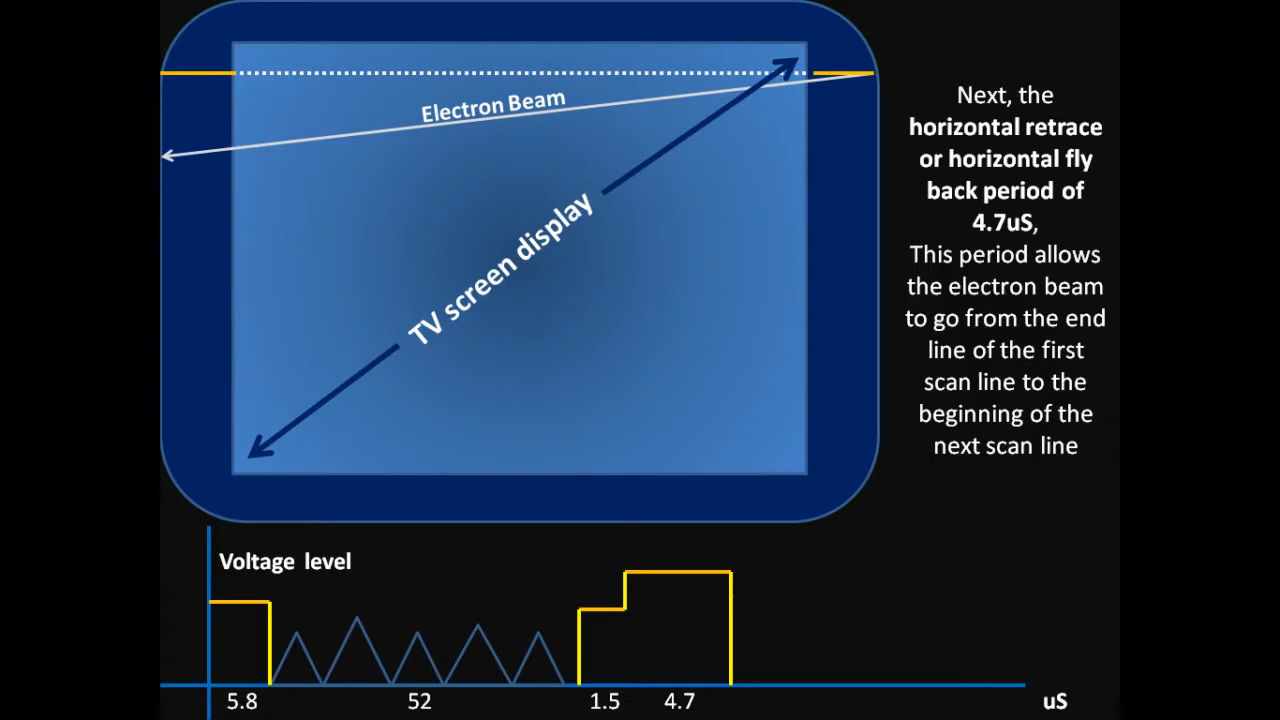 Electron Beam
TV screen display
Next, the
horizontal retrace
or horizontal fly
back period of
4.7uS,
This period allows
the electron beam
to go from the end
line of the first
scan line to the
beginning of the
next scan line
Voltage level
5.8 52 1.5 4.7 uS